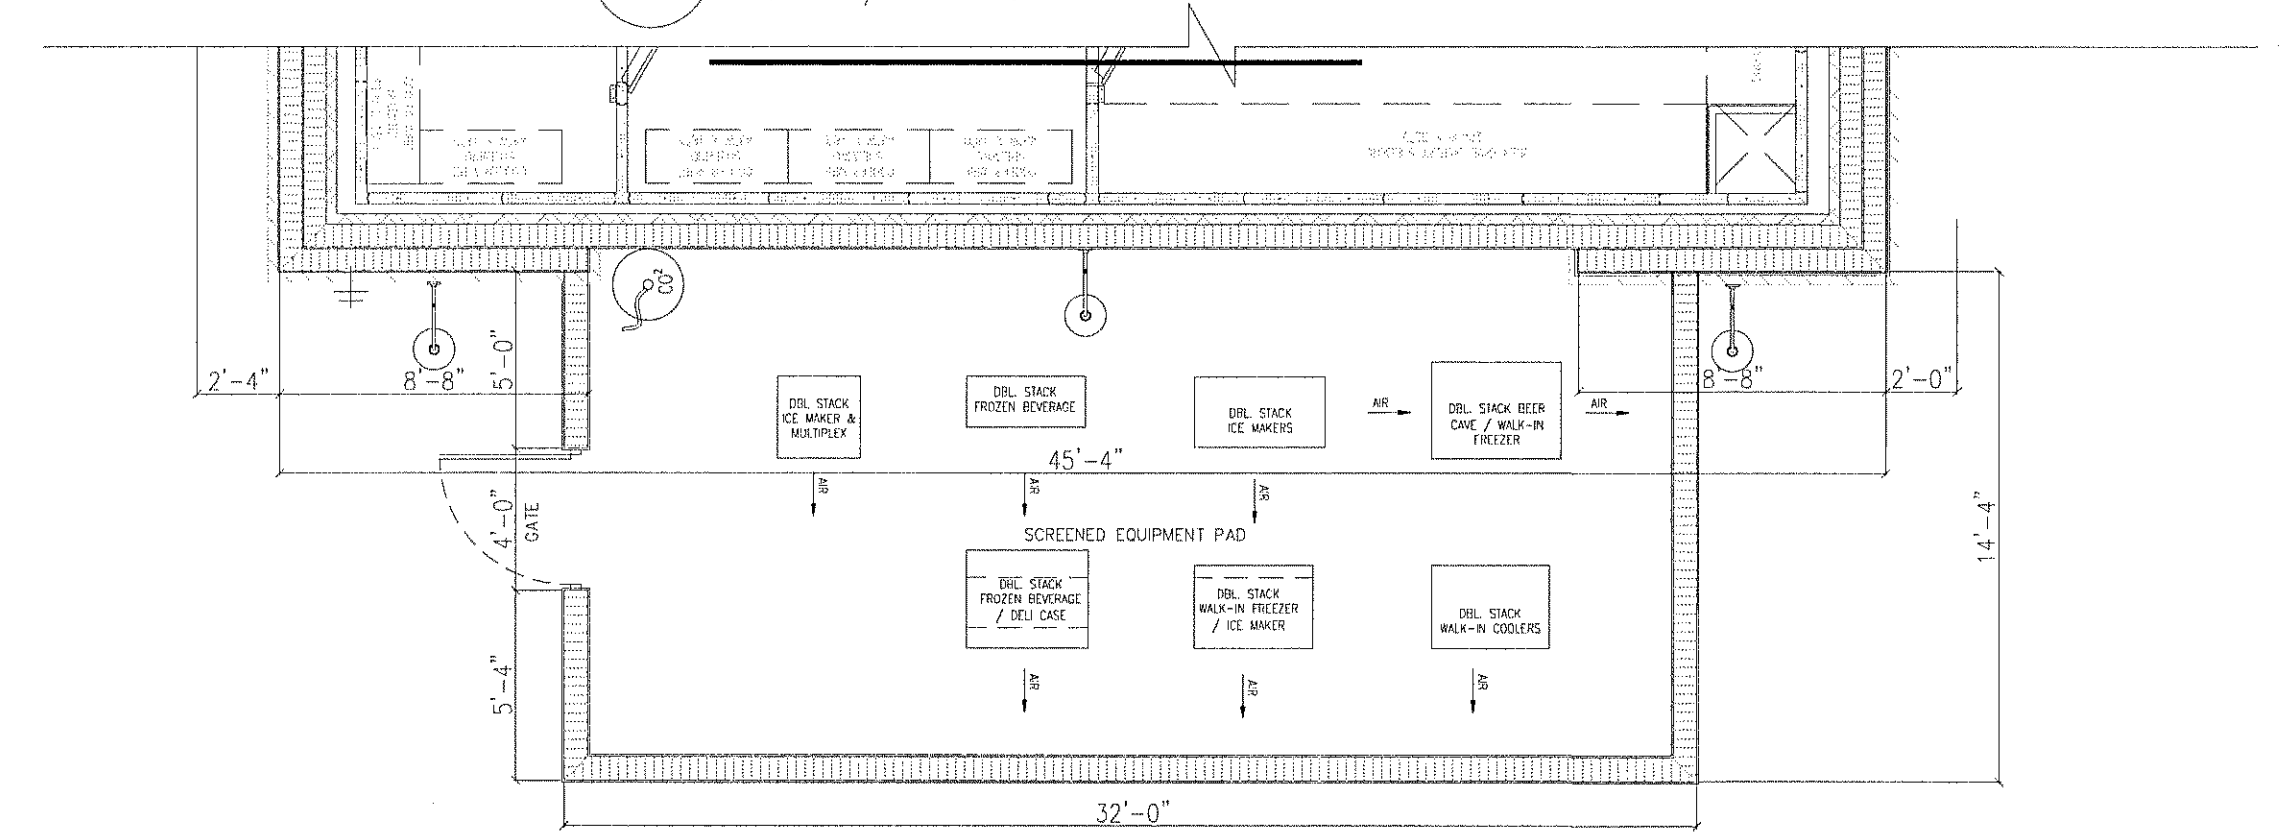 CO²
5'-0"
2'-4"
8'-8"
8'-8"
2'-0"
DBL. STACK
ICE MAKER &
MULTIPLEX
DBL. STACK
FROZEN BEVERAGE
DBL. STACK
ICE MAKERS
AIR
DBL. STACK BEER
CAVE / WALK-IN
FREEZER
AIR
45'-4"
AIR
AIR
AIR
4'-0"
GATE
SCREENED EQUIPMENT PAD
14'-4"
DBL. STACK
FROZEN BEVERAGE
/ DELI CASE
DBL. STACK
WALK-IN FREEZER
/ ICE MAKER
DBL. STACK
WALK-IN COOLERS
5'-4"
AIR
AIR
AIR
32'-0"